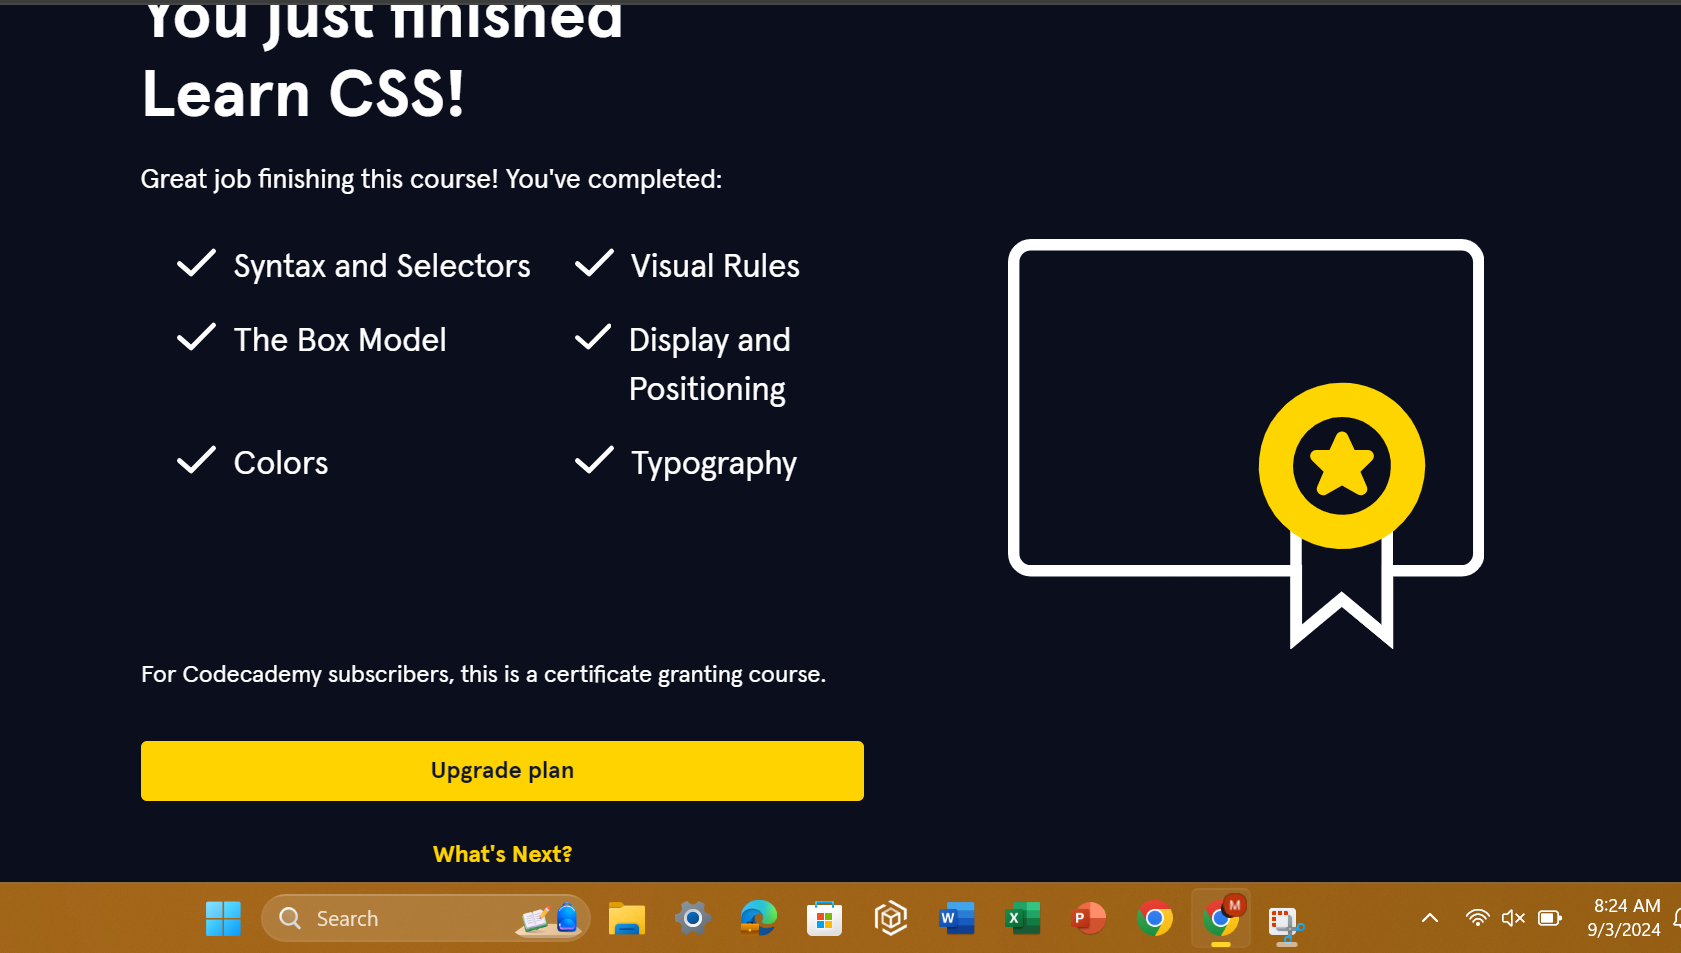 You just finished
Learn CSS!
Great job finishing this course! You've completed:
Syntax and Selectors
Visual Rules
The Box Model
Display and
Positioning
Colors
Typography
For Codecademy subscribers, this is a certificate granting course.
Upgrade plan
What's Next?
Search
W
X
P
M
8:24 AM
9/3/2024